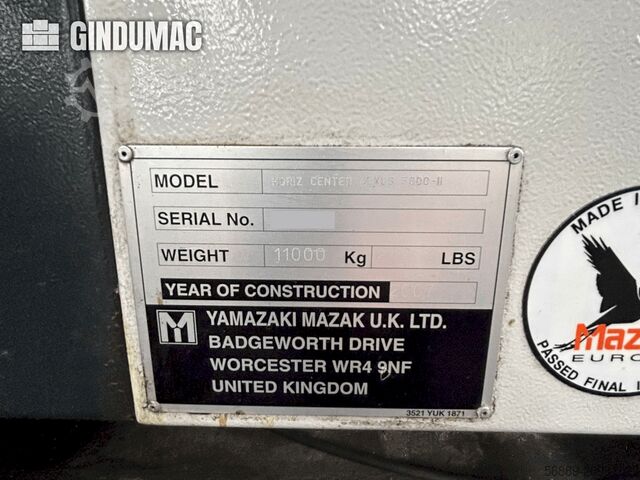 GINDUMAC
MODEL HORIZ CENTER NEXUS 5000-II
SERIAL No.
WEIGHT 11000 Kg LBS
YEAR OF CONSTRUCTION
YAMAZAKI MAZAK U.K. LTD.
BADGEWORTH DRIVE
WORCESTER WR4 9NF
UNITED KINGDOM
3521 YUK 1871
MADE I
Maz
EURO
PASSED FINAL I